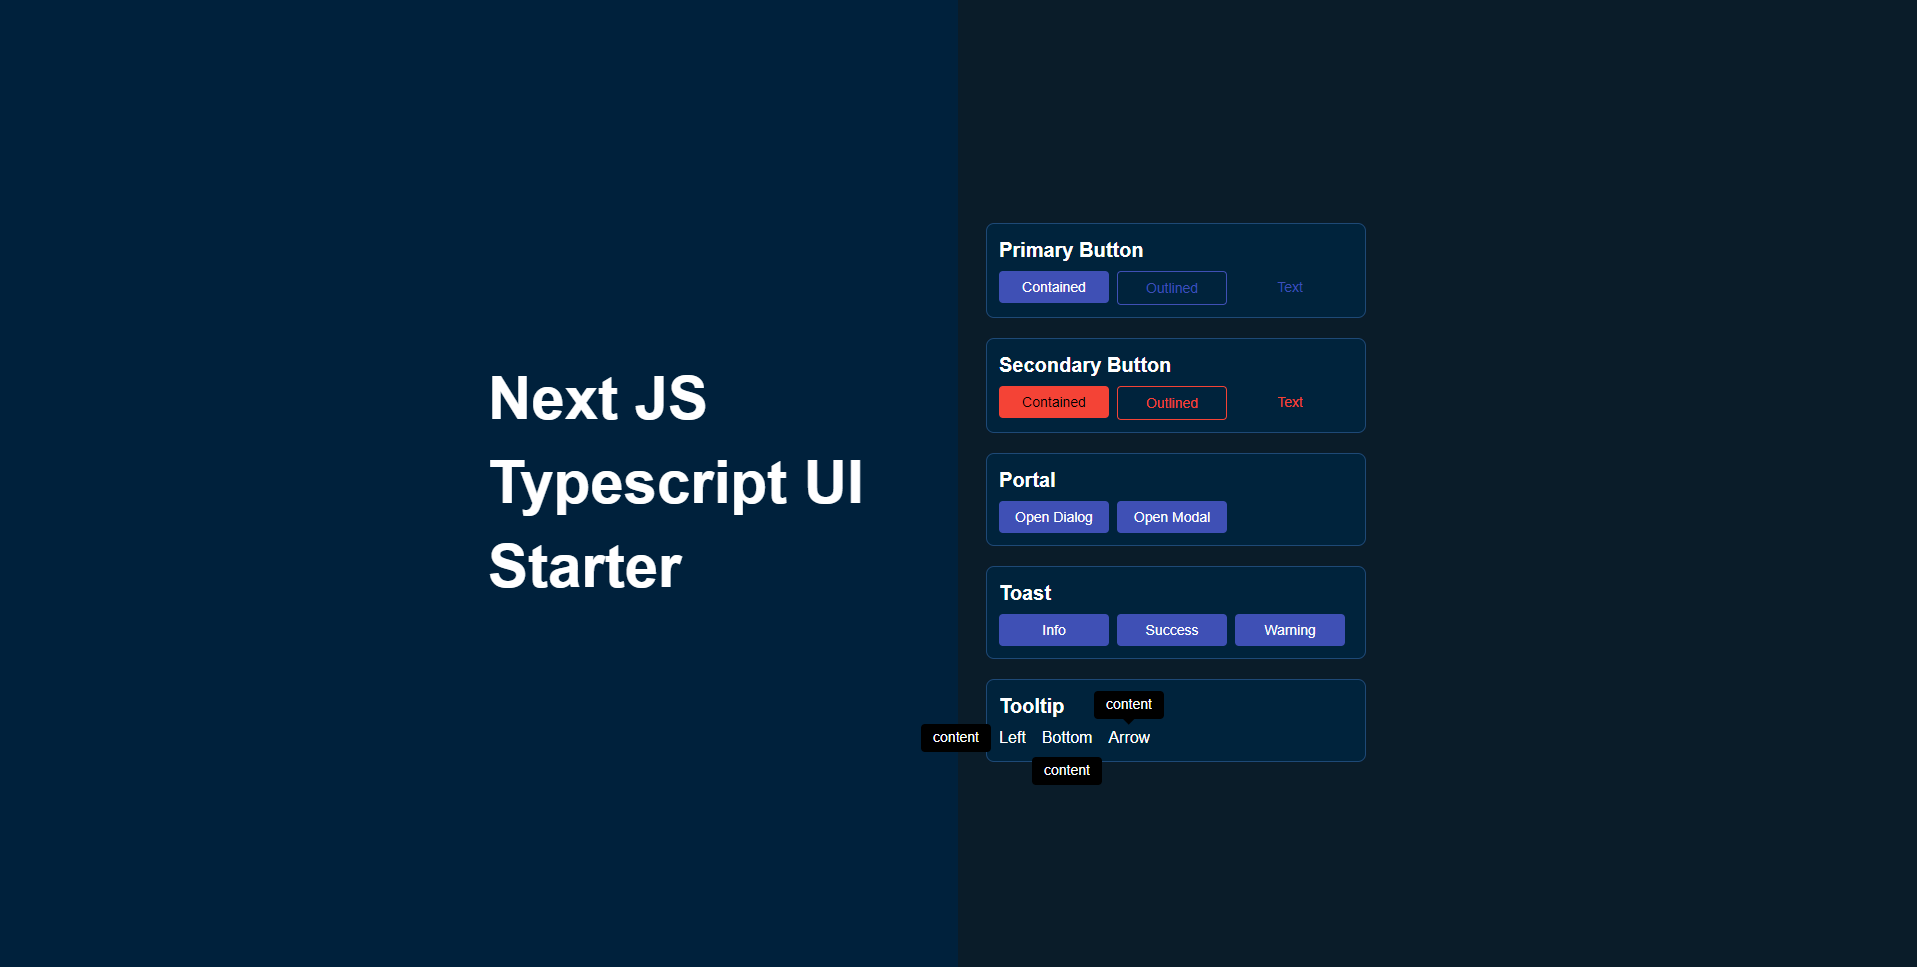 Next JS
Typescript UI
Starter
Primary Button
Contained Outlined Text
Secondary Button
Contained Outlined Text
Portal
Open Dialog Open Modal
Toast
Info Success Warning
Tooltip content
content Left Bottom Arrow
content